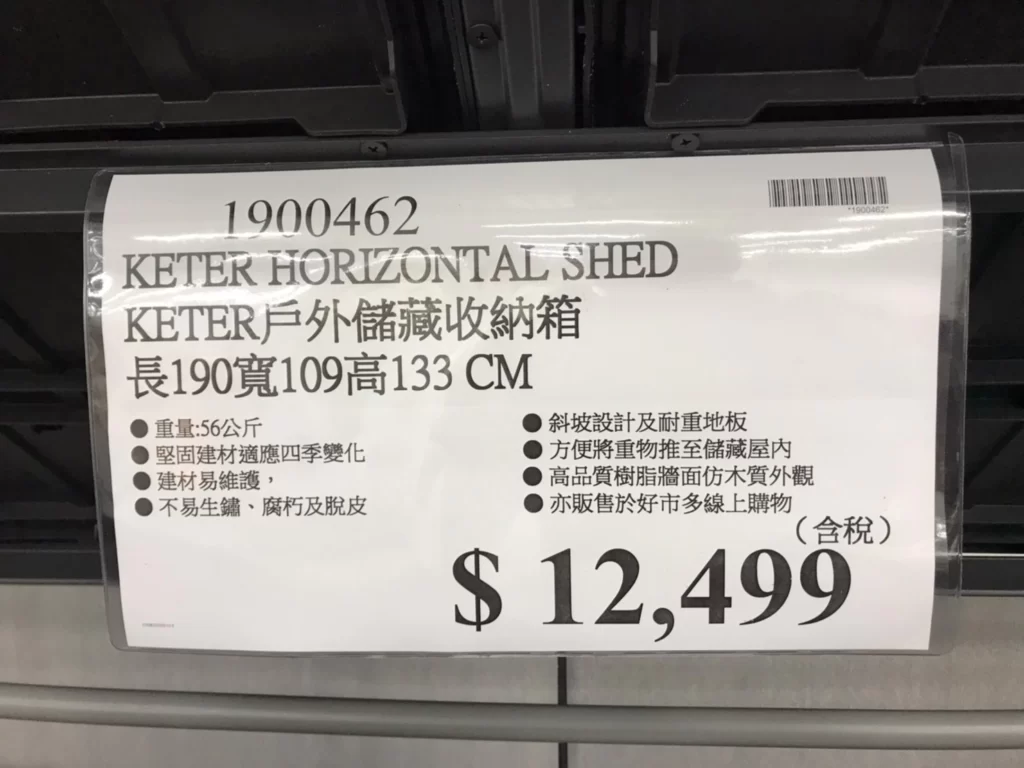 1900462
*1900462*
KETER HORIZONTAL SHED
KETER戶外儲藏收納箱
長190寬109高133 CM
●重量:56公斤
●堅固建材適應四季變化
●建材易維護，
●不易生鏽、腐朽及脫皮
●斜坡設計及耐重地板
●方便將重物推至儲藏屋內
●高品質樹脂牆面仿木質外觀
●亦販售於好市多線上購物
（含稅）
$ 12,499